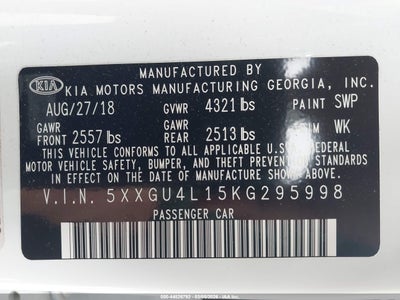 MANUFACTURED BY
KIA
KIA MOTORS MANUFACTURING GEORGIA, INC.
AUG/27/18 GVWR 4321 lbs PAINT SWP
GAWR FRONT 2557 lbs GAWR REAR 2513 lbs WK
THIS VEHICLE CONFORMS TO ALL APPLICABLE U.S. FEDERAL
MOTOR VEHICLE SAFETY, BUMPER, AND THEFT PREVENTION STANDARDS
IN EFFECT ON THE DATE OF MANUFACTURE SHOWN ABOVE.
V.I.N. 5XXGU4L15KG295998
PASSENGER CAR